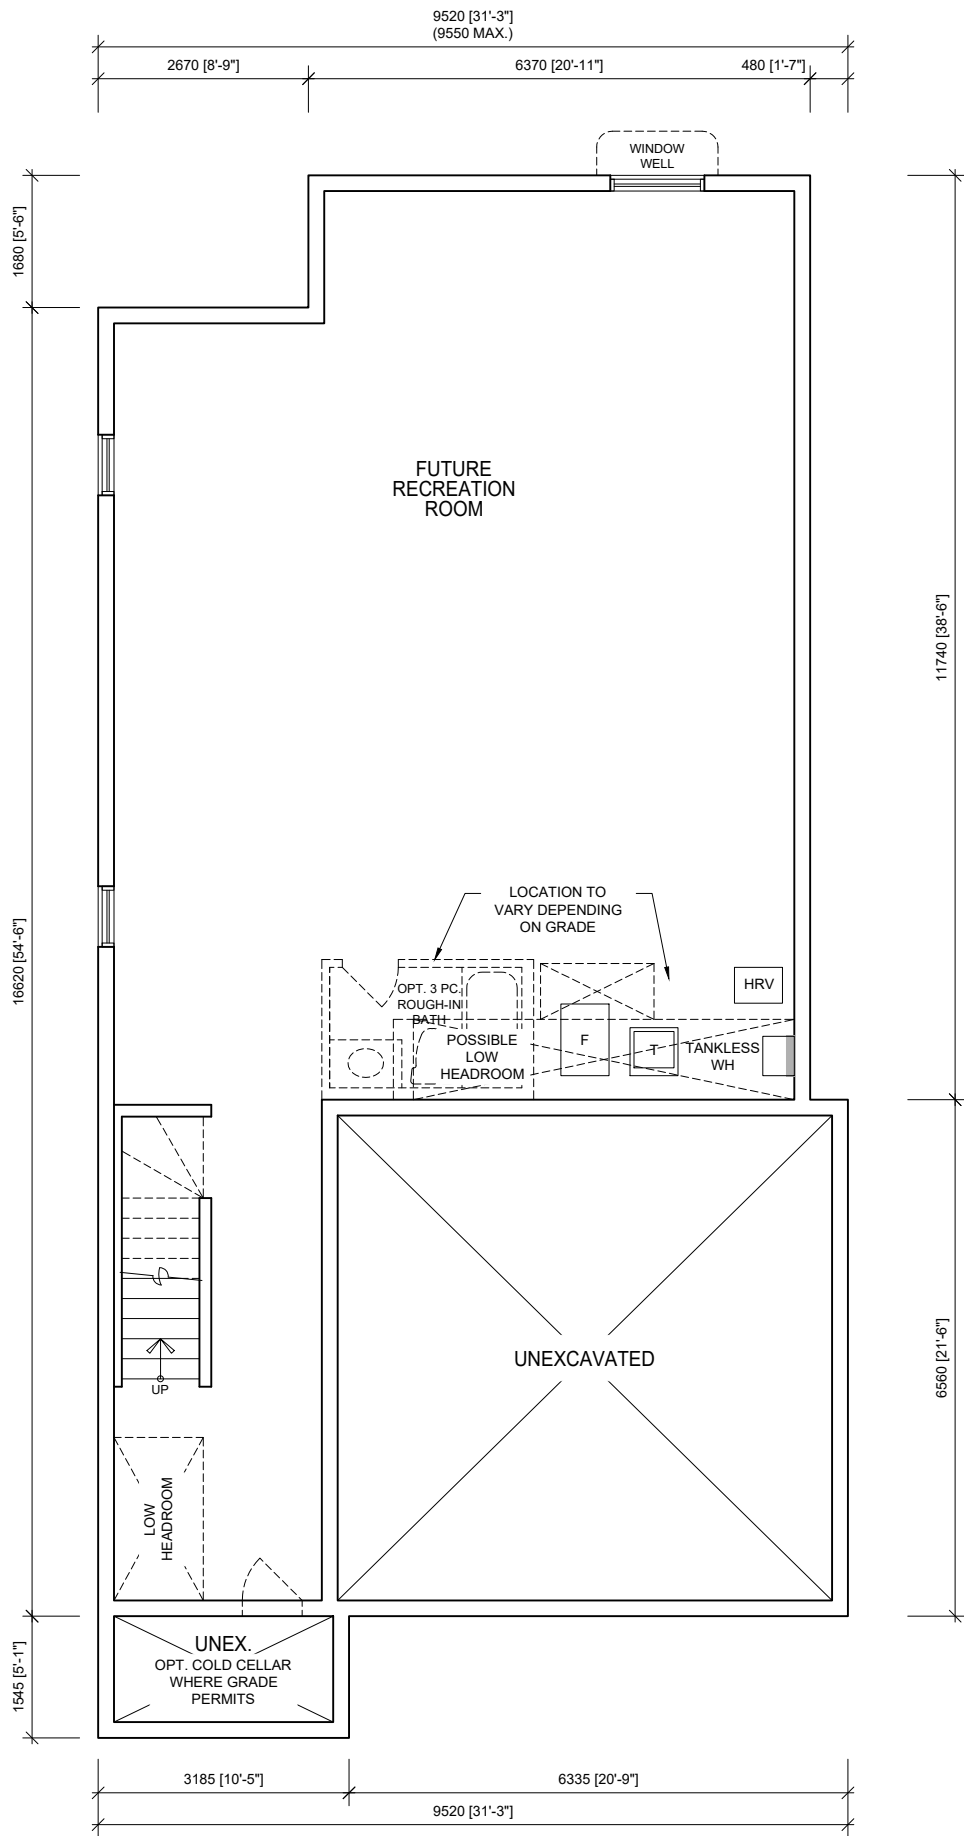 9520 [31'-3"]
(9550 MAX.)
2670 [8'-9"]
6370 [20'-11"]
480 [1'-7"]
WINDOW
WELL
1680 [5'-6"]
FUTURE
RECREATION
ROOM
11740 [38'-6"]
LOCATION TO
VARY DEPENDING
ON GRADE
16620 [54'-6"]
HRV
OPT. 3 PC.
ROUGH-IN
BATH
POSSIBLE
LOW
HEADROOM
F
T
TANKLESS
WH
UNEXCAVATED
6560 [21'-6"]
UP
LOW
HEADROOM
UNEX.
OPT. COLD CELLAR
WHERE GRADE
PERMITS
1545 [5'-1"]
3185 [10'-5"]
6335 [20'-9"]
9520 [31'-3"]